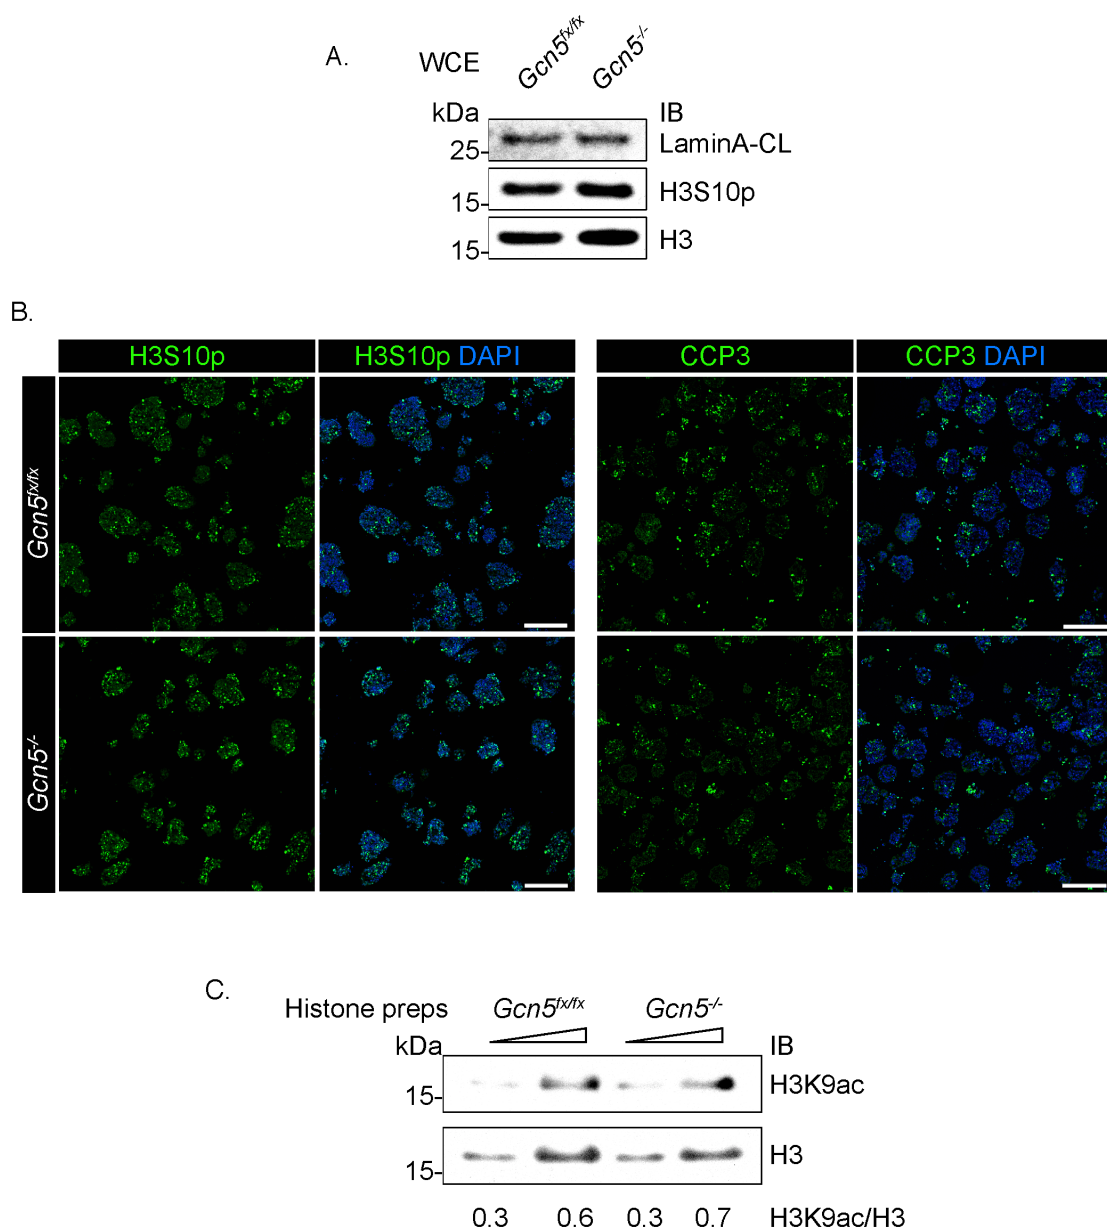 A.
WCE
Gcn5fx/fx
Gcn5-/-
kDa
IB
25-
LaminA-CL
15-
H3S10p
15-
H3
B.
H3S10p
H3S10p DAPI
CCP3
CCP3 DAPI
Gcn5fx/fx
Gcn5-/-
C.
Histone preps
Gcn5fx/fx
Gcn5-/-
kDa
IB
15-
H3K9ac
15-
H3
0.3 0.6 0.3 0.7 H3K9ac/H3